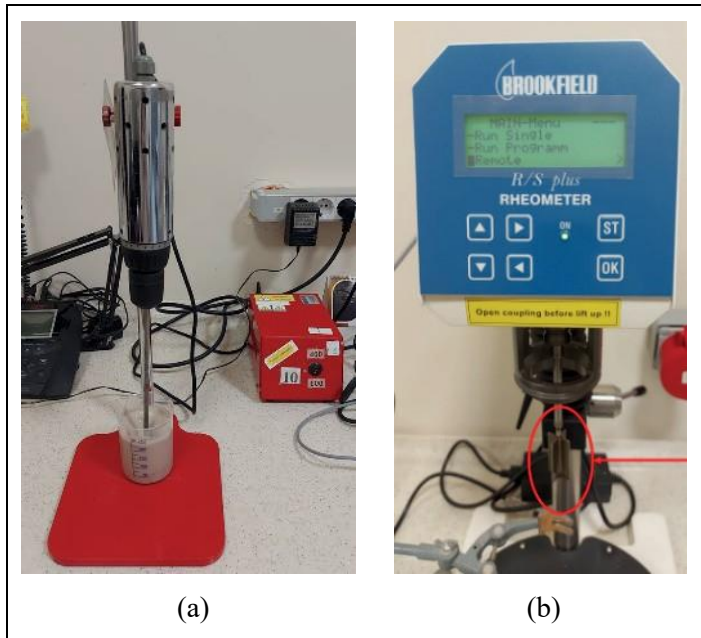 BROOKFIELD
MAIN-Menu
-Run Single
-Run Programm
Remote >
R/S plus
RHEOMETER
ON
ST
OK
Open coupling before lift up !!
10
400
(a)
(b)